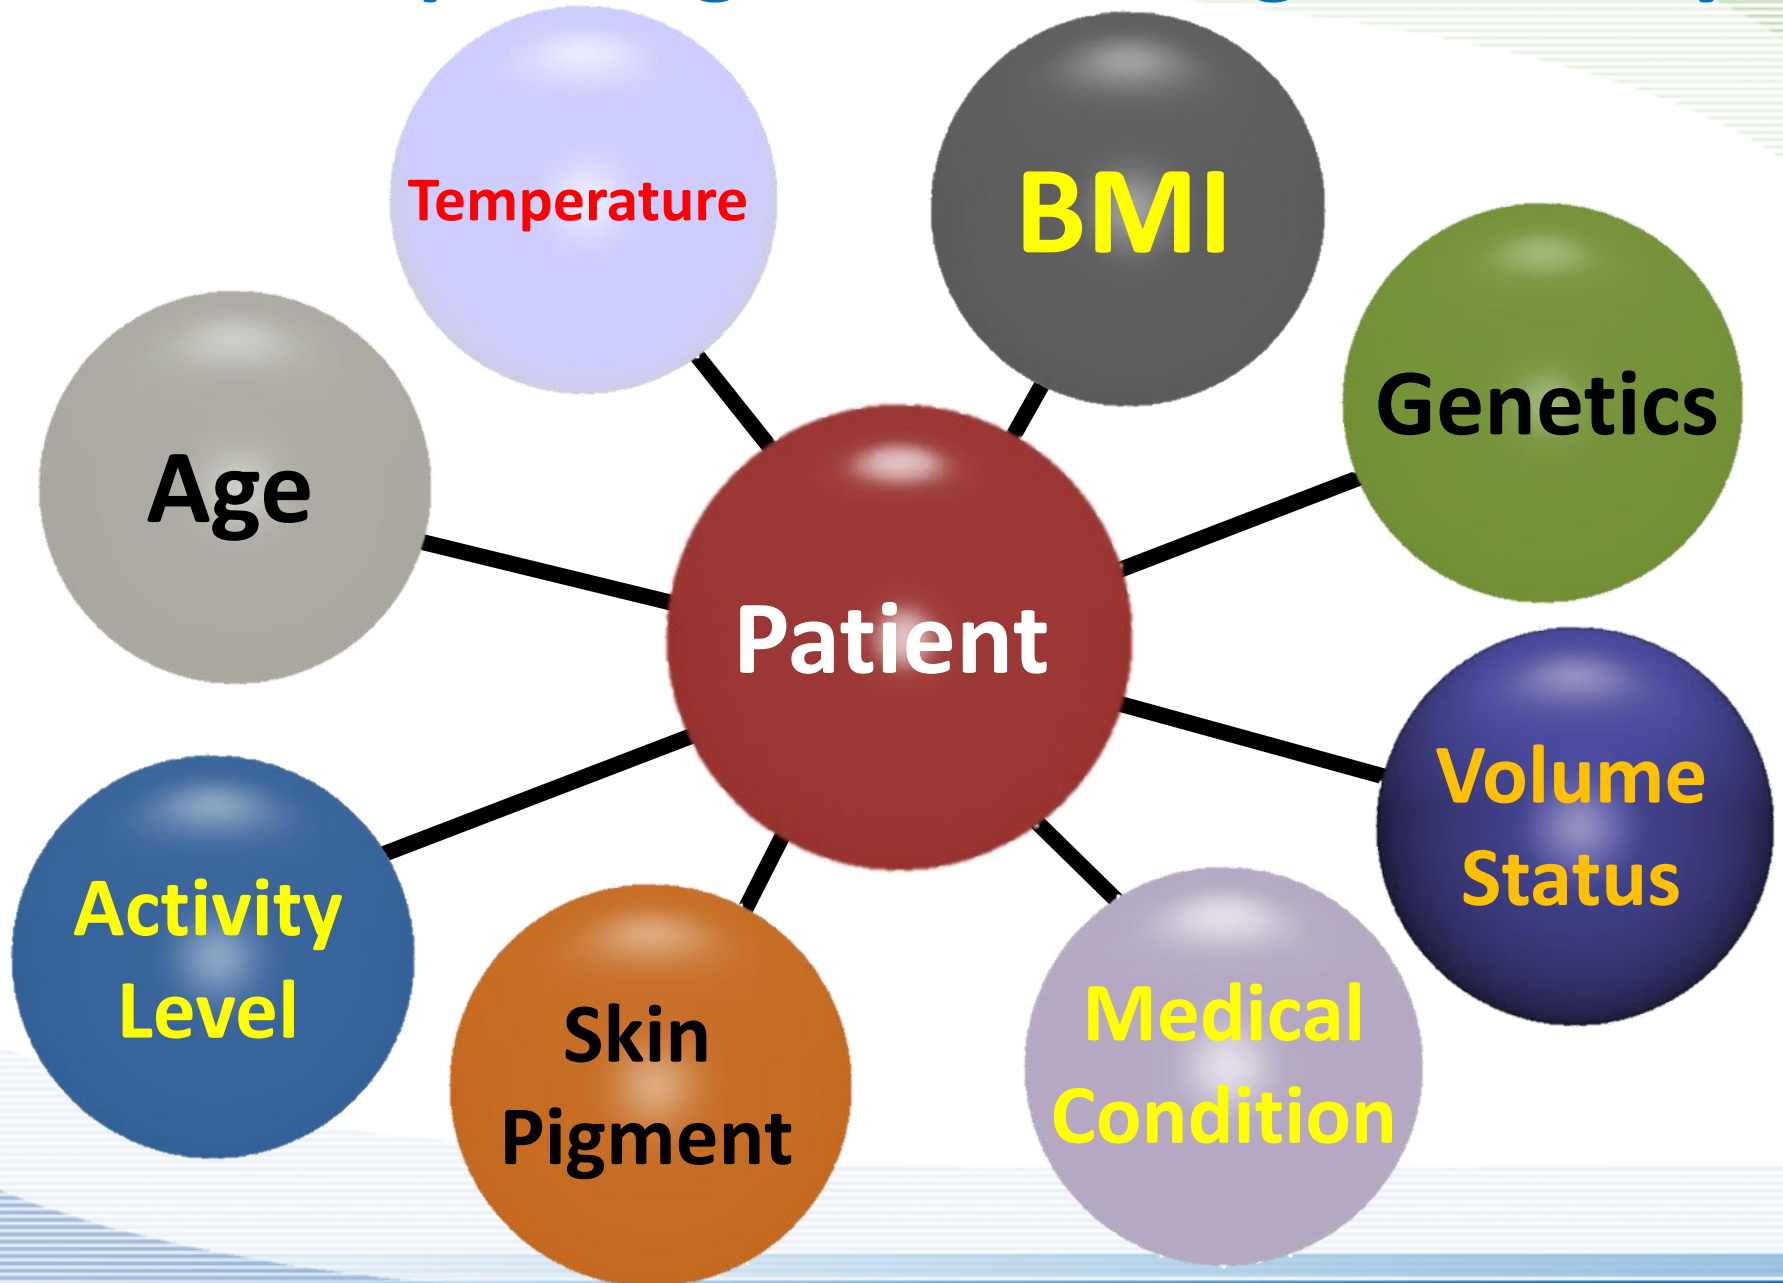 Temperature
BMI
Genetics
Age
Patient
Volume
Status
Activity
Level
Skin
Pigment
Medical
Condition